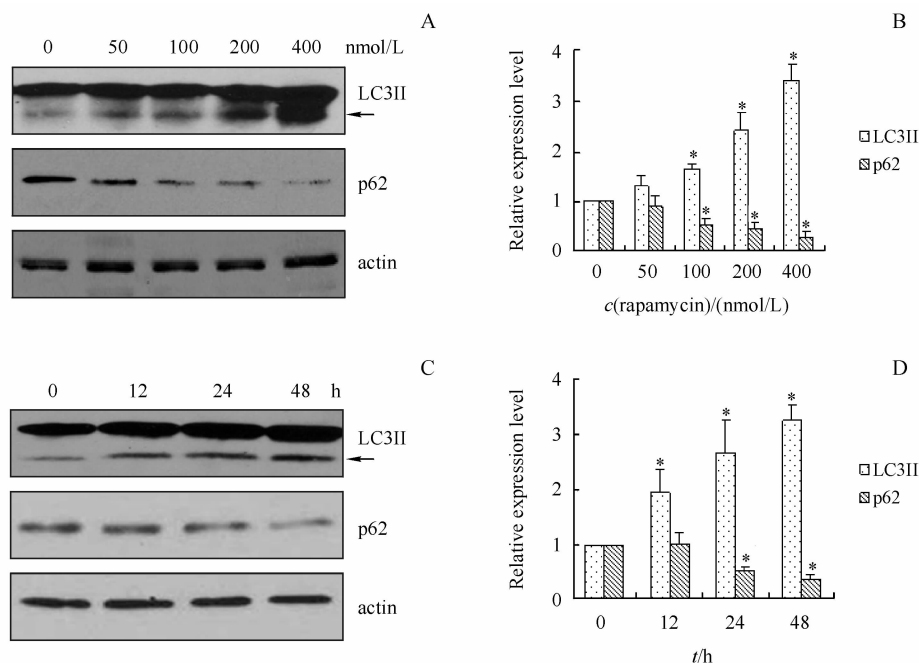 A
0 50 100 200 400 nmol/L
LC3II
p62
actin
B
Relative expression level
4
3
2
1
0
* * * * * *
0 50 100 200 400
c(rapamycin)/(nmol/L)
LC3II
p62
C
0 12 24 48 h
LC3II
p62
actin
D
Relative expression level
4
3
2
1
0
* * * * *
0 12 24 48
t/h
LC3II
p62